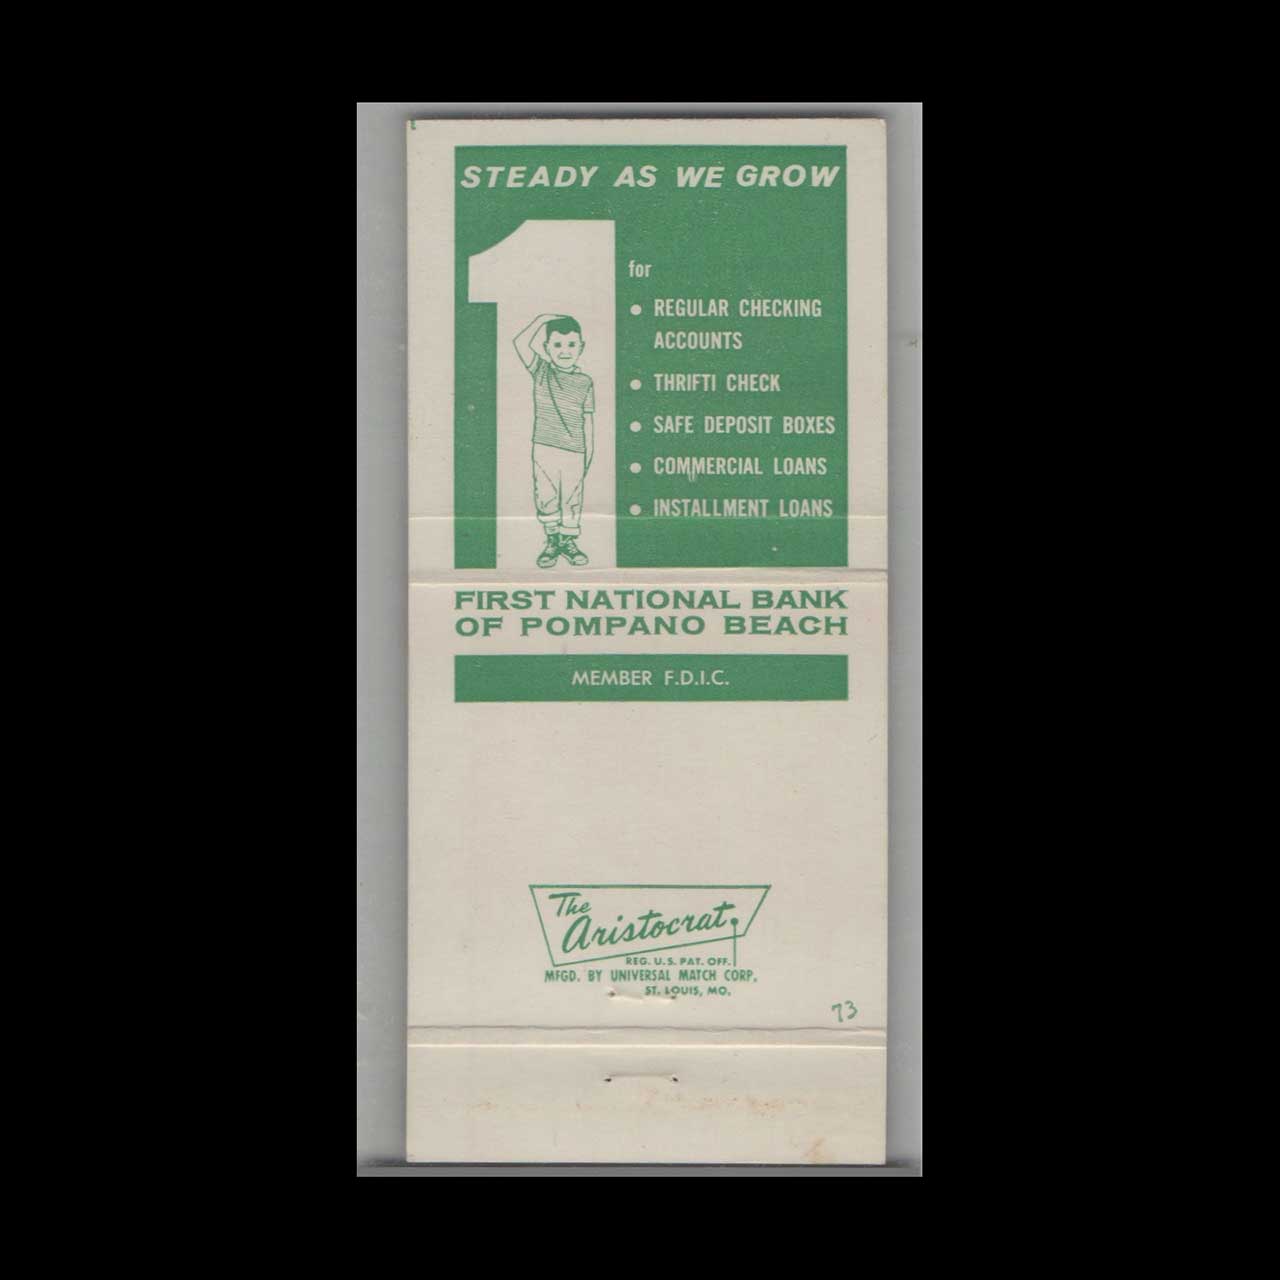 STEADY AS WE GROW
1
for
• REGULAR CHECKING
ACCOUNTS
• THRIFTI CHECK
• SAFE DEPOSIT BOXES
• COMMERCIAL LOANS
• INSTALLMENT LOANS
FIRST NATIONAL BANK
OF POMPANO BEACH
MEMBER F.D.I.C.
The
Aristocrat
REG. U.S. PAT. OFF.
MFGD. BY UNIVERSAL MATCH CORP.
ST. LOUIS, MO.
73